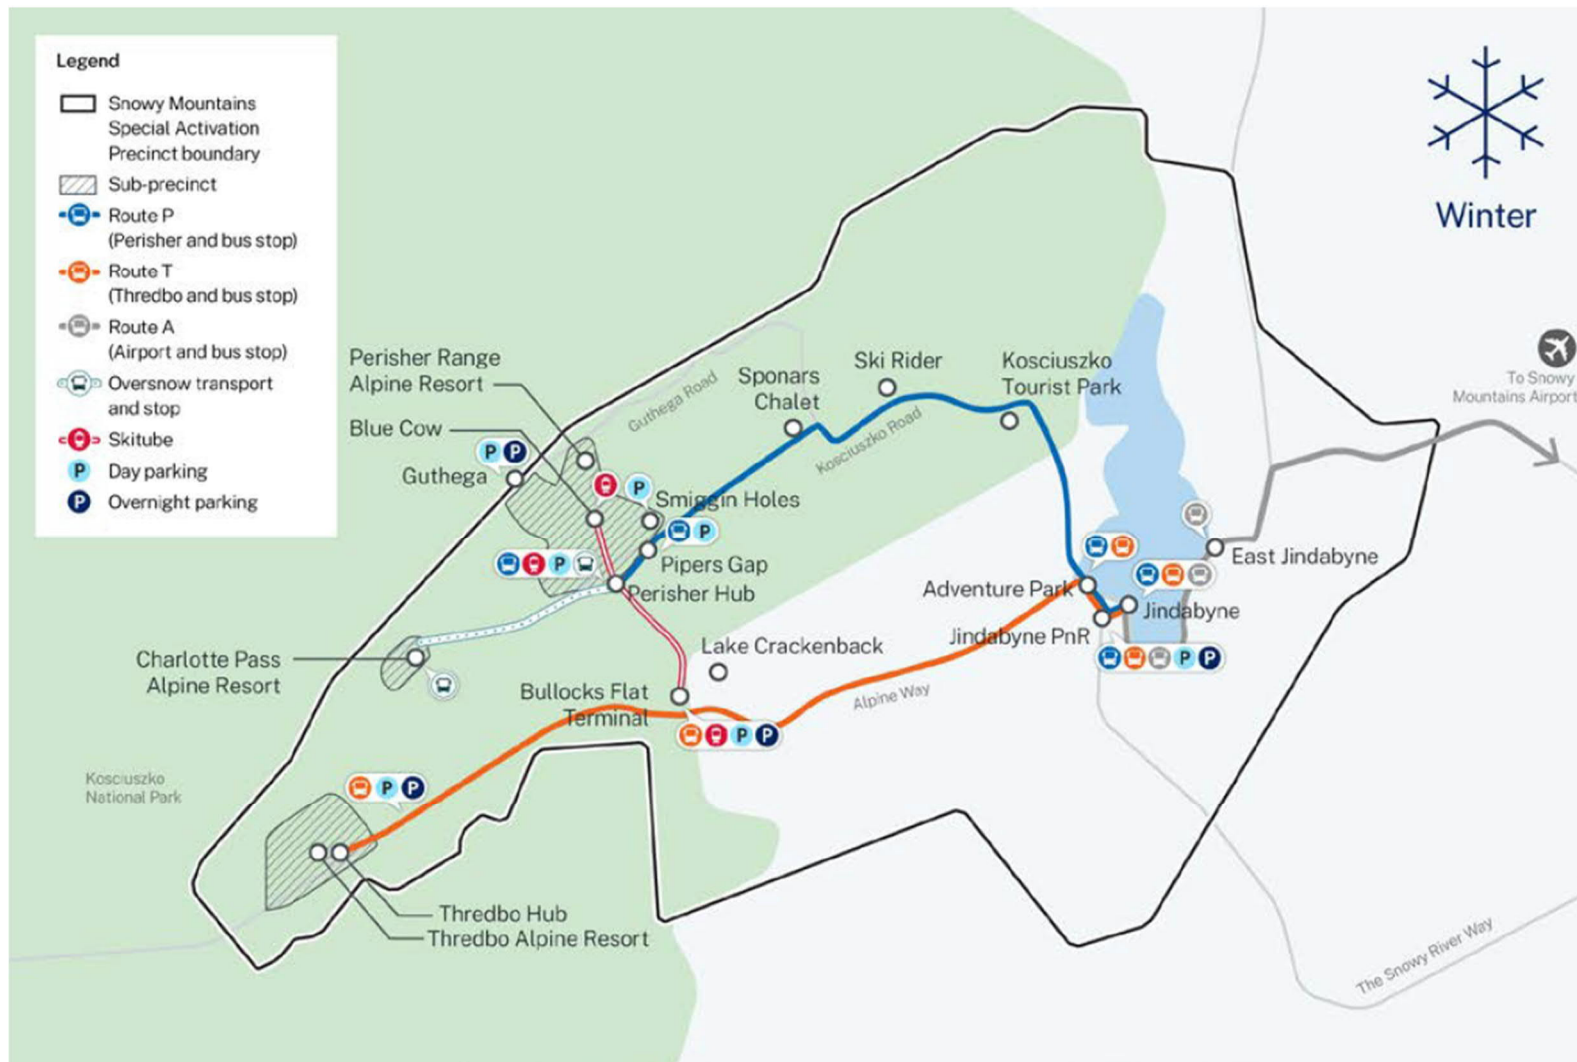 Legend
Snowy Mountains
Special Activation
Precinct boundary
Sub-precinct
Route P
(Perisher and bus stop)
Route T
(Thredbo and bus stop)
Route A
(Airport and bus stop)
Oversnow transport
and stop
Skitube
P Day parking
P Overnight parking
Winter
To Snowy
Mountains Airport
Perisher Range
Alpine Resort
Blue Cow
Guthega
P P
Guthega Road
Sponars
Chalet
Ski Rider
Kosciuszko
Tourist Park
Kosciuszko Road
P
Smiggin Holes
P
Pipers Gap
P
Perisher Hub
East Jindabyne
Adventure Park
Jindabyne
Jindabyne PnR
P P
Lake Crackenback
Charlotte Pass
Alpine Resort
Bullocks Flat
Terminal
P P
Alpine Way
Kosciuszko
National Park
P P
Thredbo Hub
Thredbo Alpine Resort
The Snowy River Way